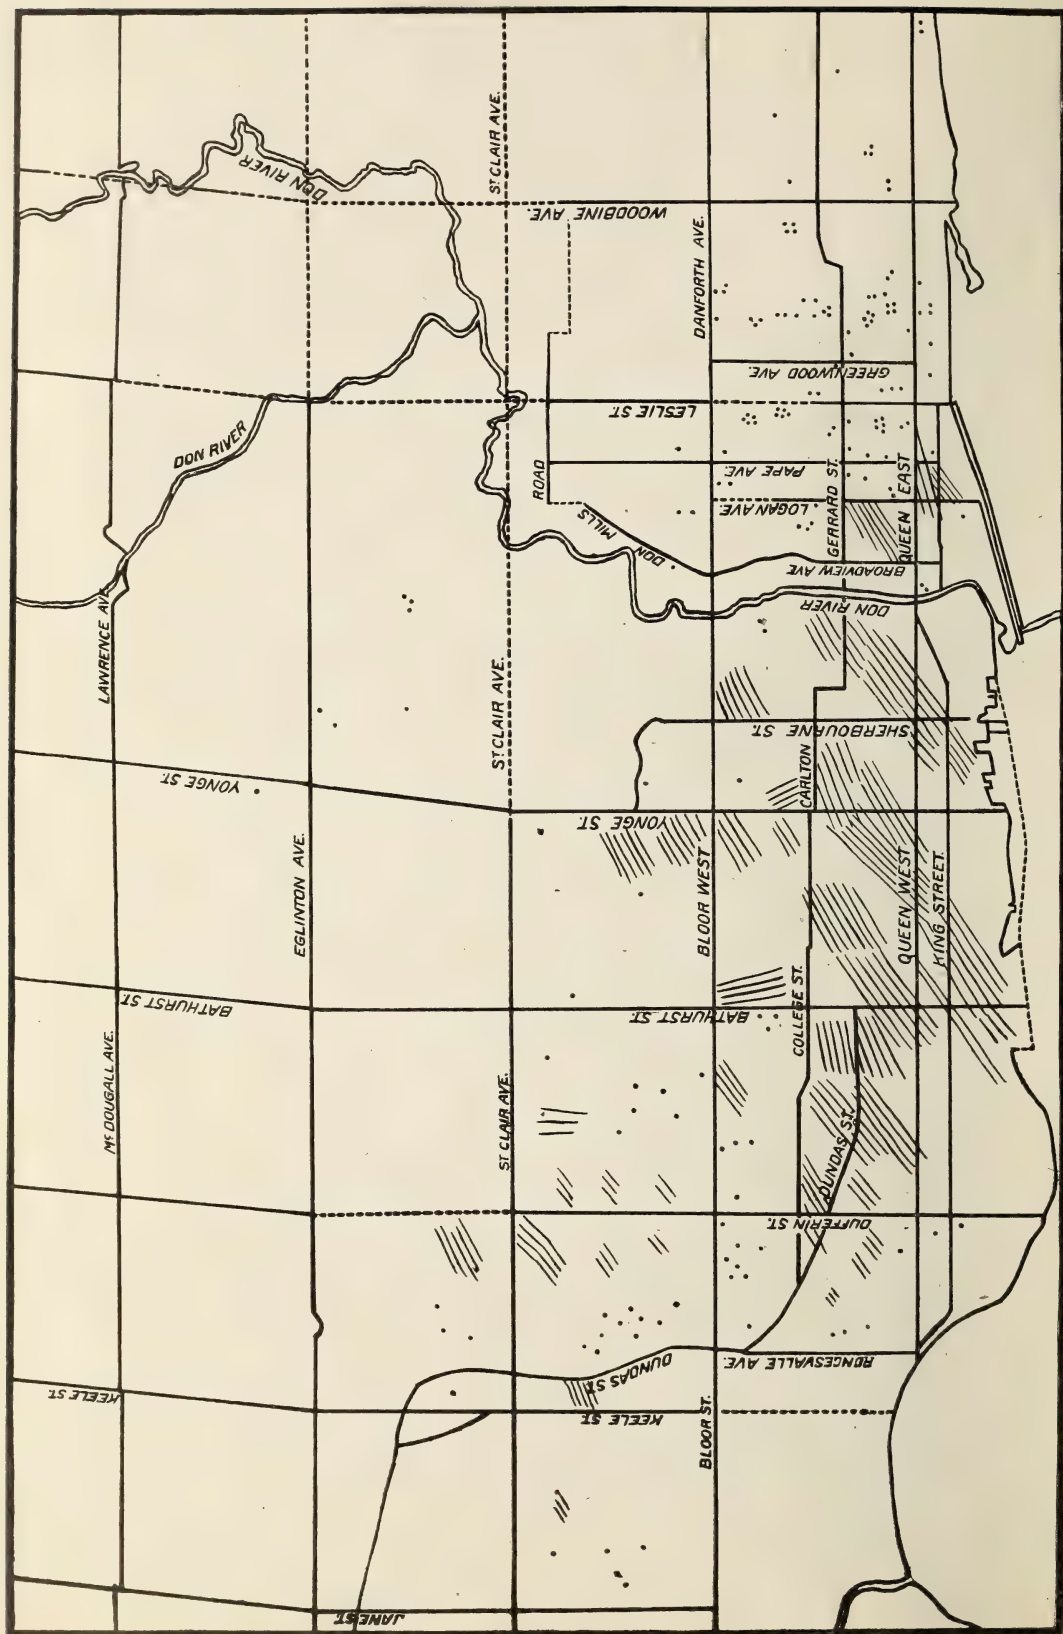 ST CLAIR AVE.
DON RIVER
WOODBINE AVE.
DANFORTH AVE.
GREENWOOD AVE.
LESLIE ST.
DON RIVER
ROAD
PAPE AVE.
GERRARD ST.
QUEEN EAST
LOGAN AVE.
MILLS
DON
BROADVIEW AVE
DON RIVER
LAWRENCE AVE.
ST CLAIR AVE.
SHERBOURNE ST.
CARLTON
YONGE ST.
YONGE ST.
EGLINTON AVE.
BLOOR WEST
QUEEN WEST
KING STREET
BATHURST ST.
BATHURST ST.
COLLEGE ST.
Mc DOUGALL AVE.
ST CLAIR AVE.
DUNDAS ST.
DUFFERIN ST.
DUNDAS ST.
RONCESVALLE AVE.
KEELE ST.
KEELE ST.
BLOOR ST.
JANE ST.